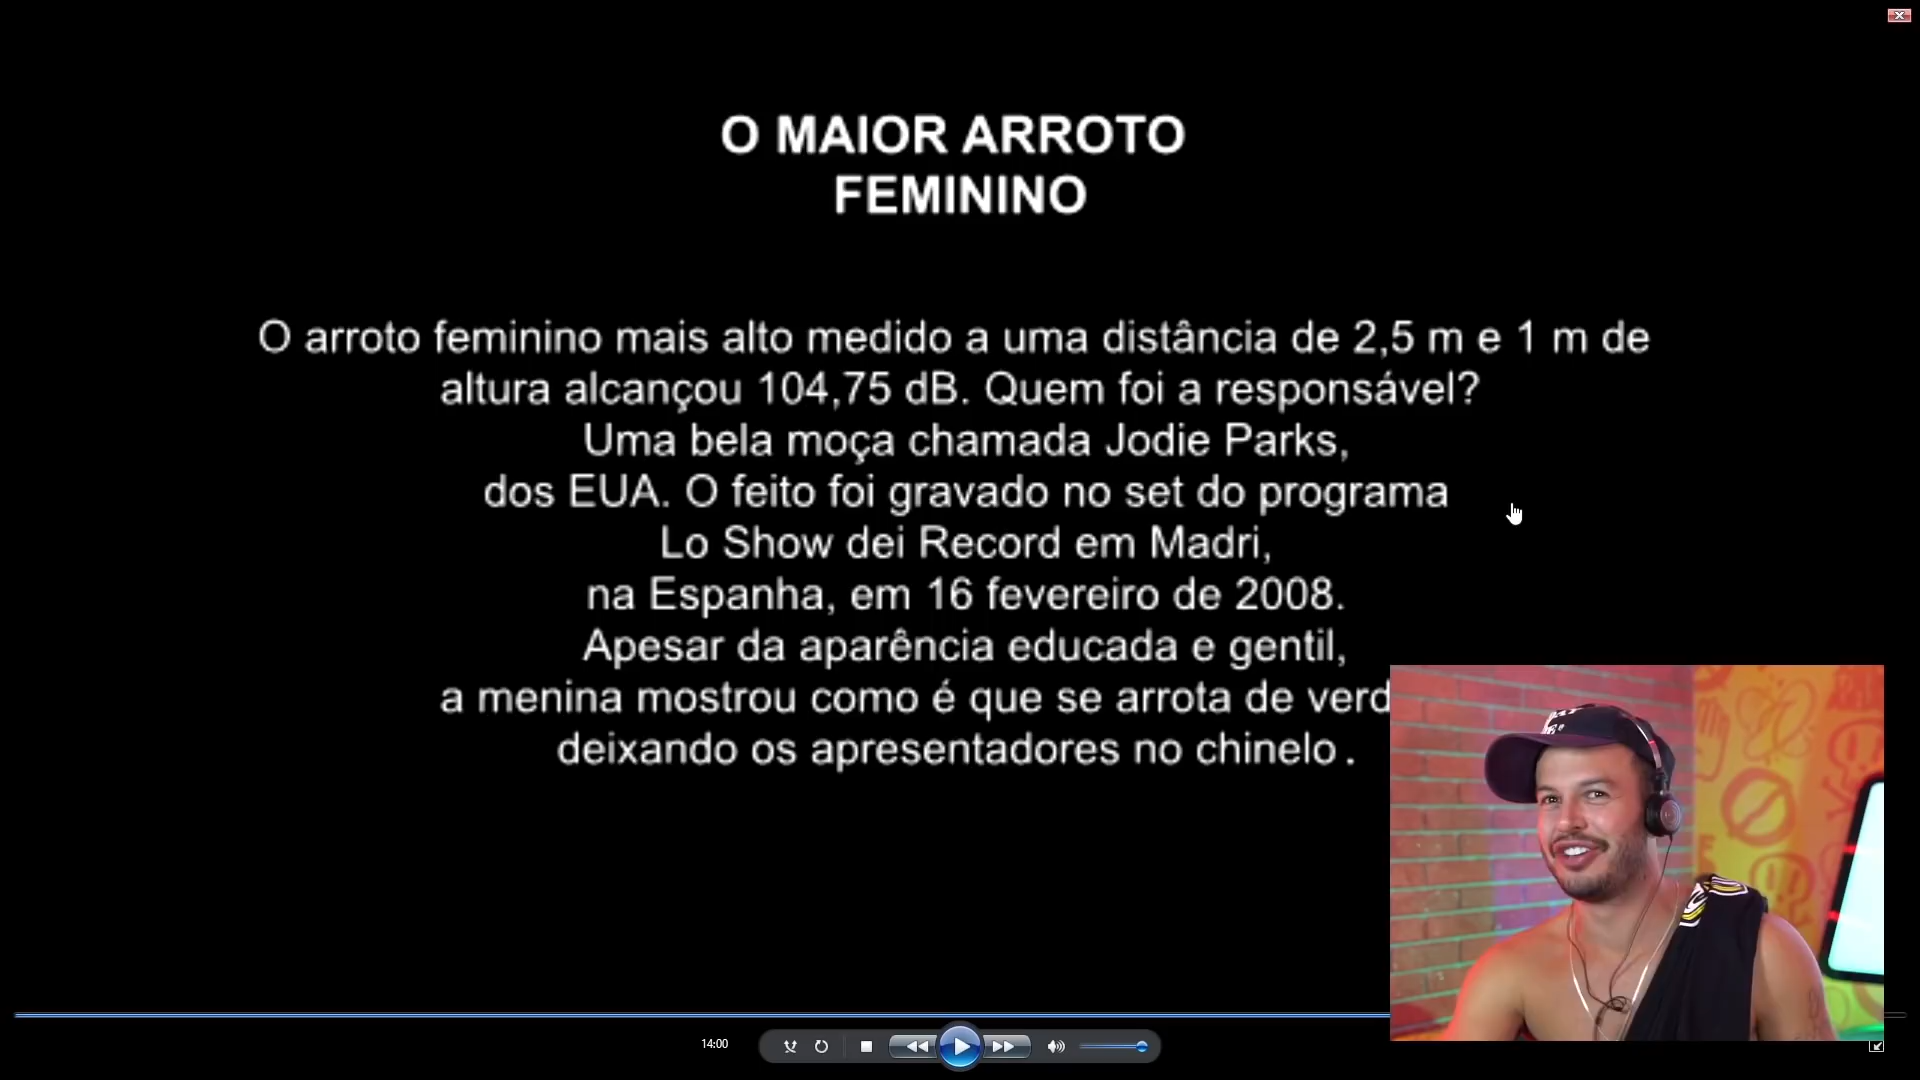 O MAIOR ARROTO
FEMININO
O arroto feminino mais alto medido a uma distância de 2,5 m e 1 m de
altura alcançou 104,75 dB. Quem foi a responsável?
Uma bela moça chamada Jodie Parks,
dos EUA. O feito foi gravado no set do programa
Lo Show dei Record em Madri,
na Espanha, em 16 fevereiro de 2008.
Apesar da aparência educada e gentil,
a menina mostrou como é que se arrota de verd
deixando os apresentadores no chinelo.
14:00